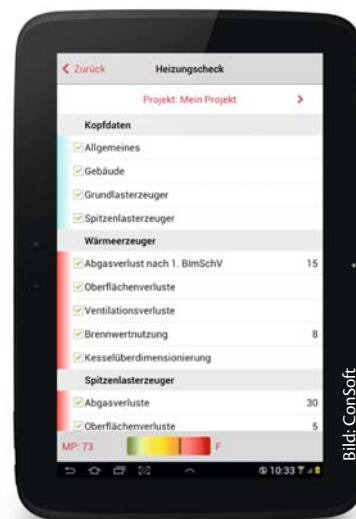 Zurück Heizungscheck
Projekt: Mein Projekt
Kopfdaten
Allgemeines
Gebäude
Grundlasterzeuger
Spitzenlasterzeuger
Wärmeerzeuger
Abgasverlust nach 1. BImSchV 15
Oberflächenverluste
Ventilationsverluste
Brennwertnutzung 8
Kesselüberdimensionierung
Spitzenlasterzeuger
Abgasverluste 30
Oberflächenverluste 5
MP: 73 F
10:33
Bild: ConSoft